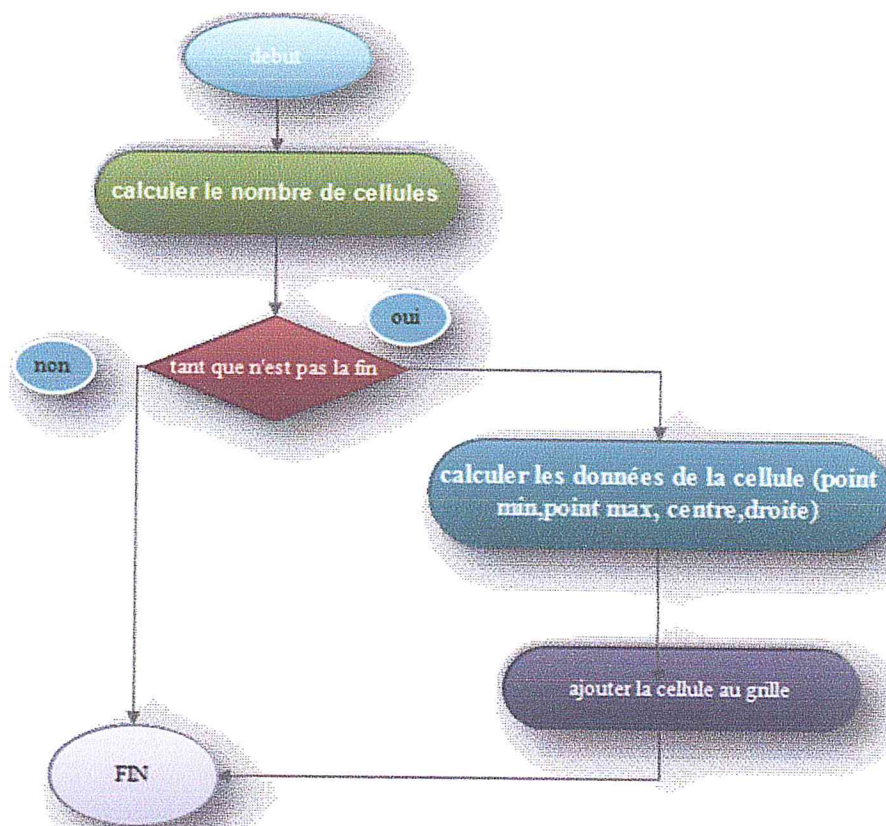 debut
calculer le nombre de cellules
oui
non
tant que n'est pas la fin
calculer les données de la cellule (point
min,point max, centre,droite)
ajouter la cellule au grille
FIN